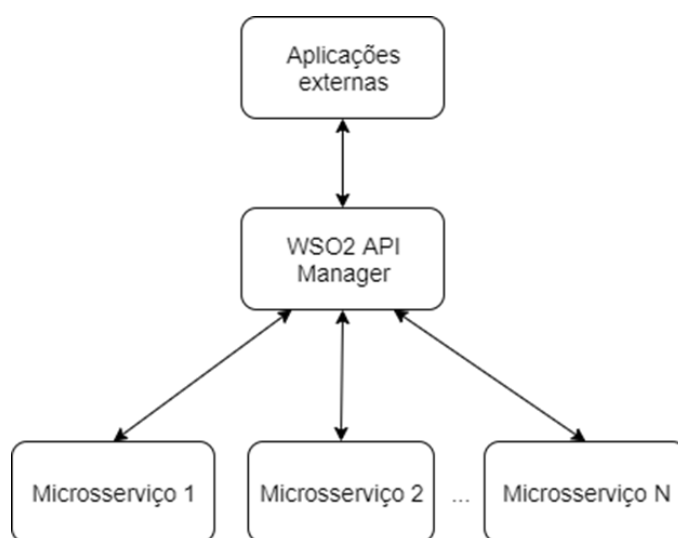 Aplicações
externas
WSO2 API
Manager
Microsserviço 1
Microsserviço 2
...
Microsserviço N